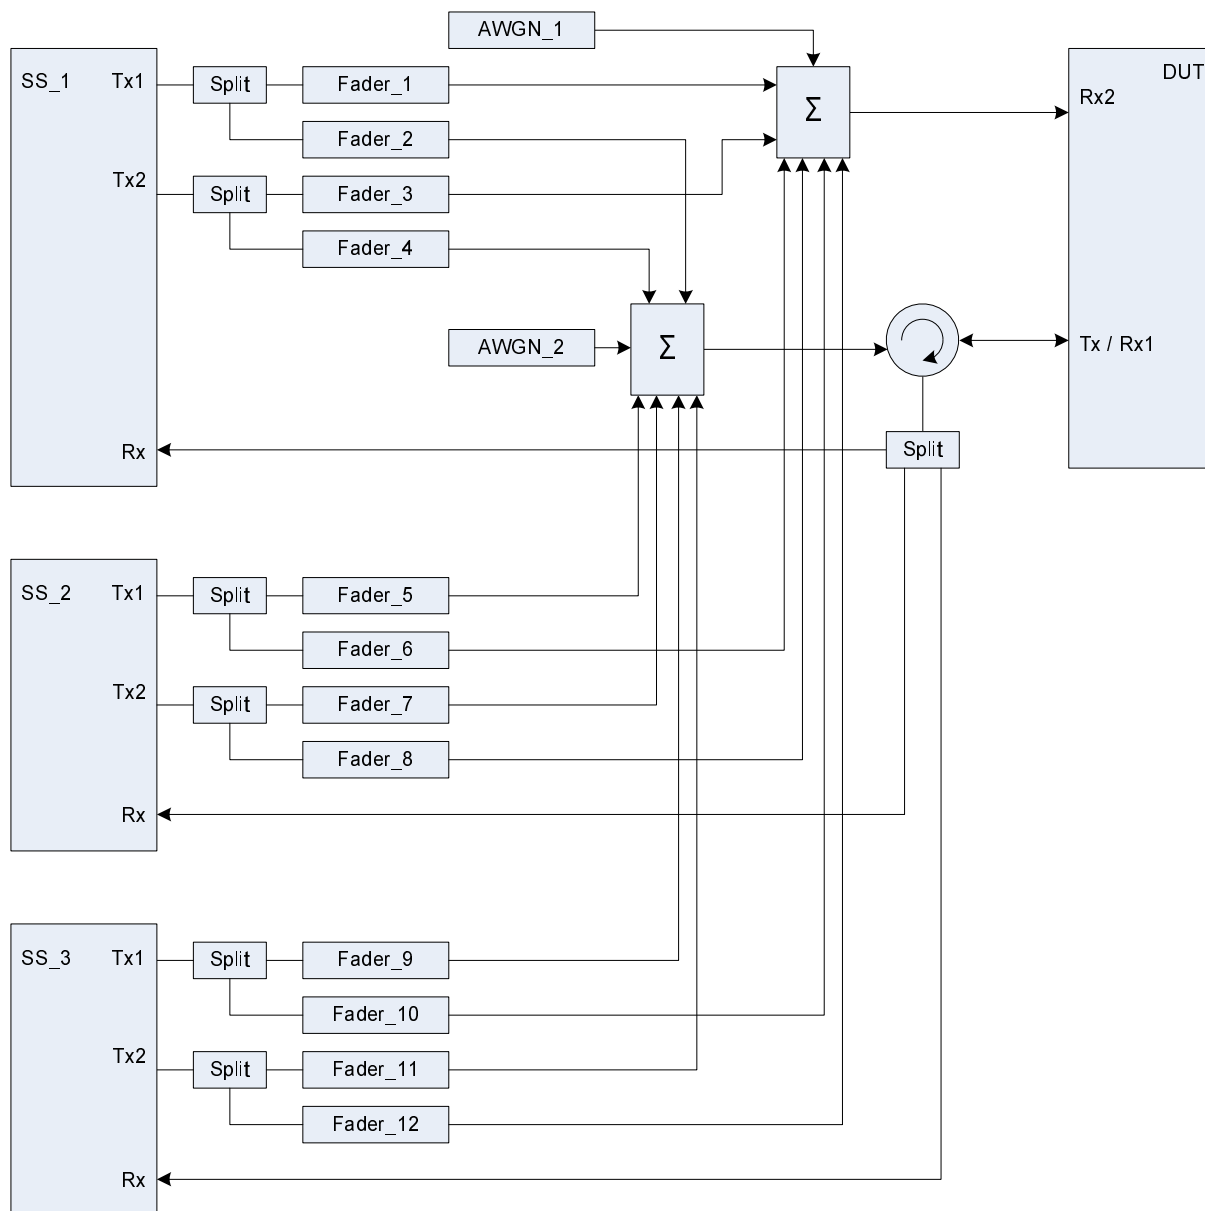 AWGN_1
SS_1
Tx1
Split
Fader_1
Σ
DUT
Rx2
Fader_2
Tx2
Split
Fader_3
Fader_4
AWGN_2
Σ
Tx / Rx1
Rx
Split
SS_2
Tx1
Split
Fader_5
Fader_6
Tx2
Split
Fader_7
Fader_8
Rx
SS_3
Tx1
Split
Fader_9
Fader_10
Tx2
Split
Fader_11
Fader_12
Rx